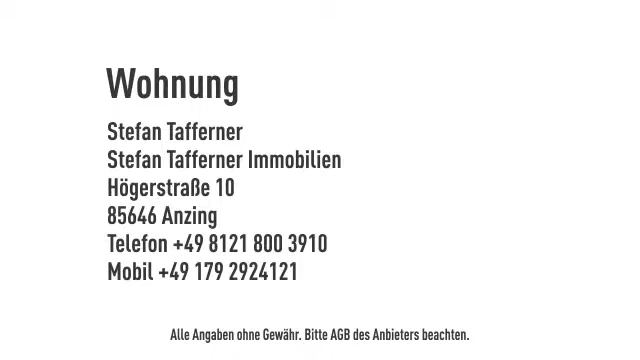 Wohnung
Stefan Tafferner
Stefan Tafferner Immobilien
Högerstraße 10
85646 Anzing
Telefon +49 8121 800 3910
Mobil +49 179 2924121
Alle Angaben ohne Gewähr. Bitte AGB des Anbieters beachten.